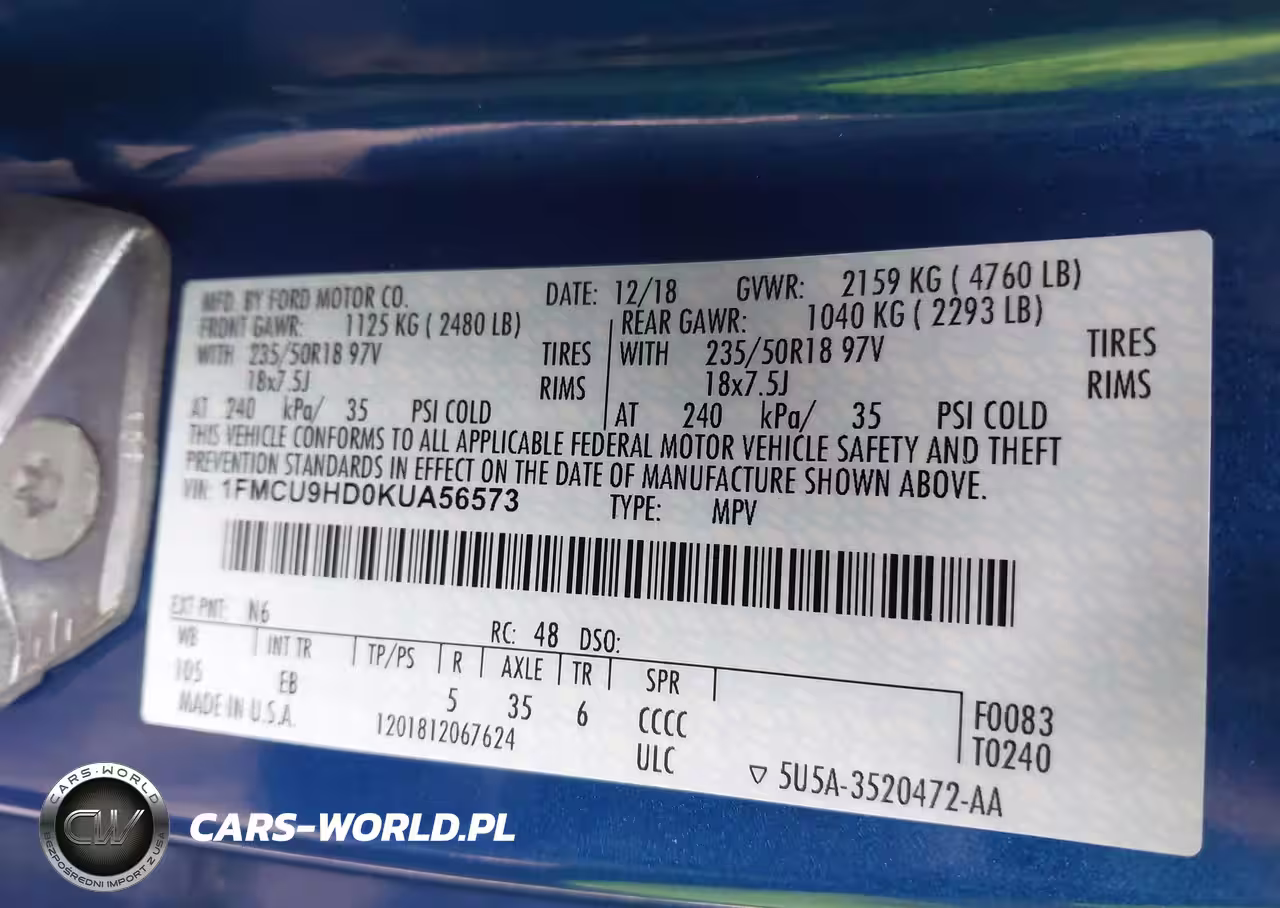 MFD. BY FORD MOTOR CO. DATE: 12/18 GVWR: 2159 KG ( 4760 LB)
FRONT GAWR: 1125 KG ( 2480 LB) REAR GAWR: 1040 KG ( 2293 LB)
WITH 235/50R18 97V TIRES WITH 235/50R18 97V TIRES
18x7.5J RIMS 18x7.5J RIMS
AT 240 kPa/ 35 PSI COLD AT 240 kPa/ 35 PSI COLD
THIS VEHICLE CONFORMS TO ALL APPLICABLE FEDERAL MOTOR VEHICLE SAFETY AND THEFT
PREVENTION STANDARDS IN EFFECT ON THE DATE OF MANUFACTURE SHOWN ABOVE.
VIN: 1FMCU9HD0KUA56573 TYPE: MPV
EXT PNT: N6 RC: 48 DSO:
WB INT TR TP/PS R AXLE TR SPR
105 EB 5 35 6 CCCC F0083
MADE IN U.S.A. 1201812067624 ULC T0240
▽ 5U5A-3520472-AA
CARS-WORLD
CW
BEZPOŚREDNI IMPORT Z USA
CARS-WORLD.PL